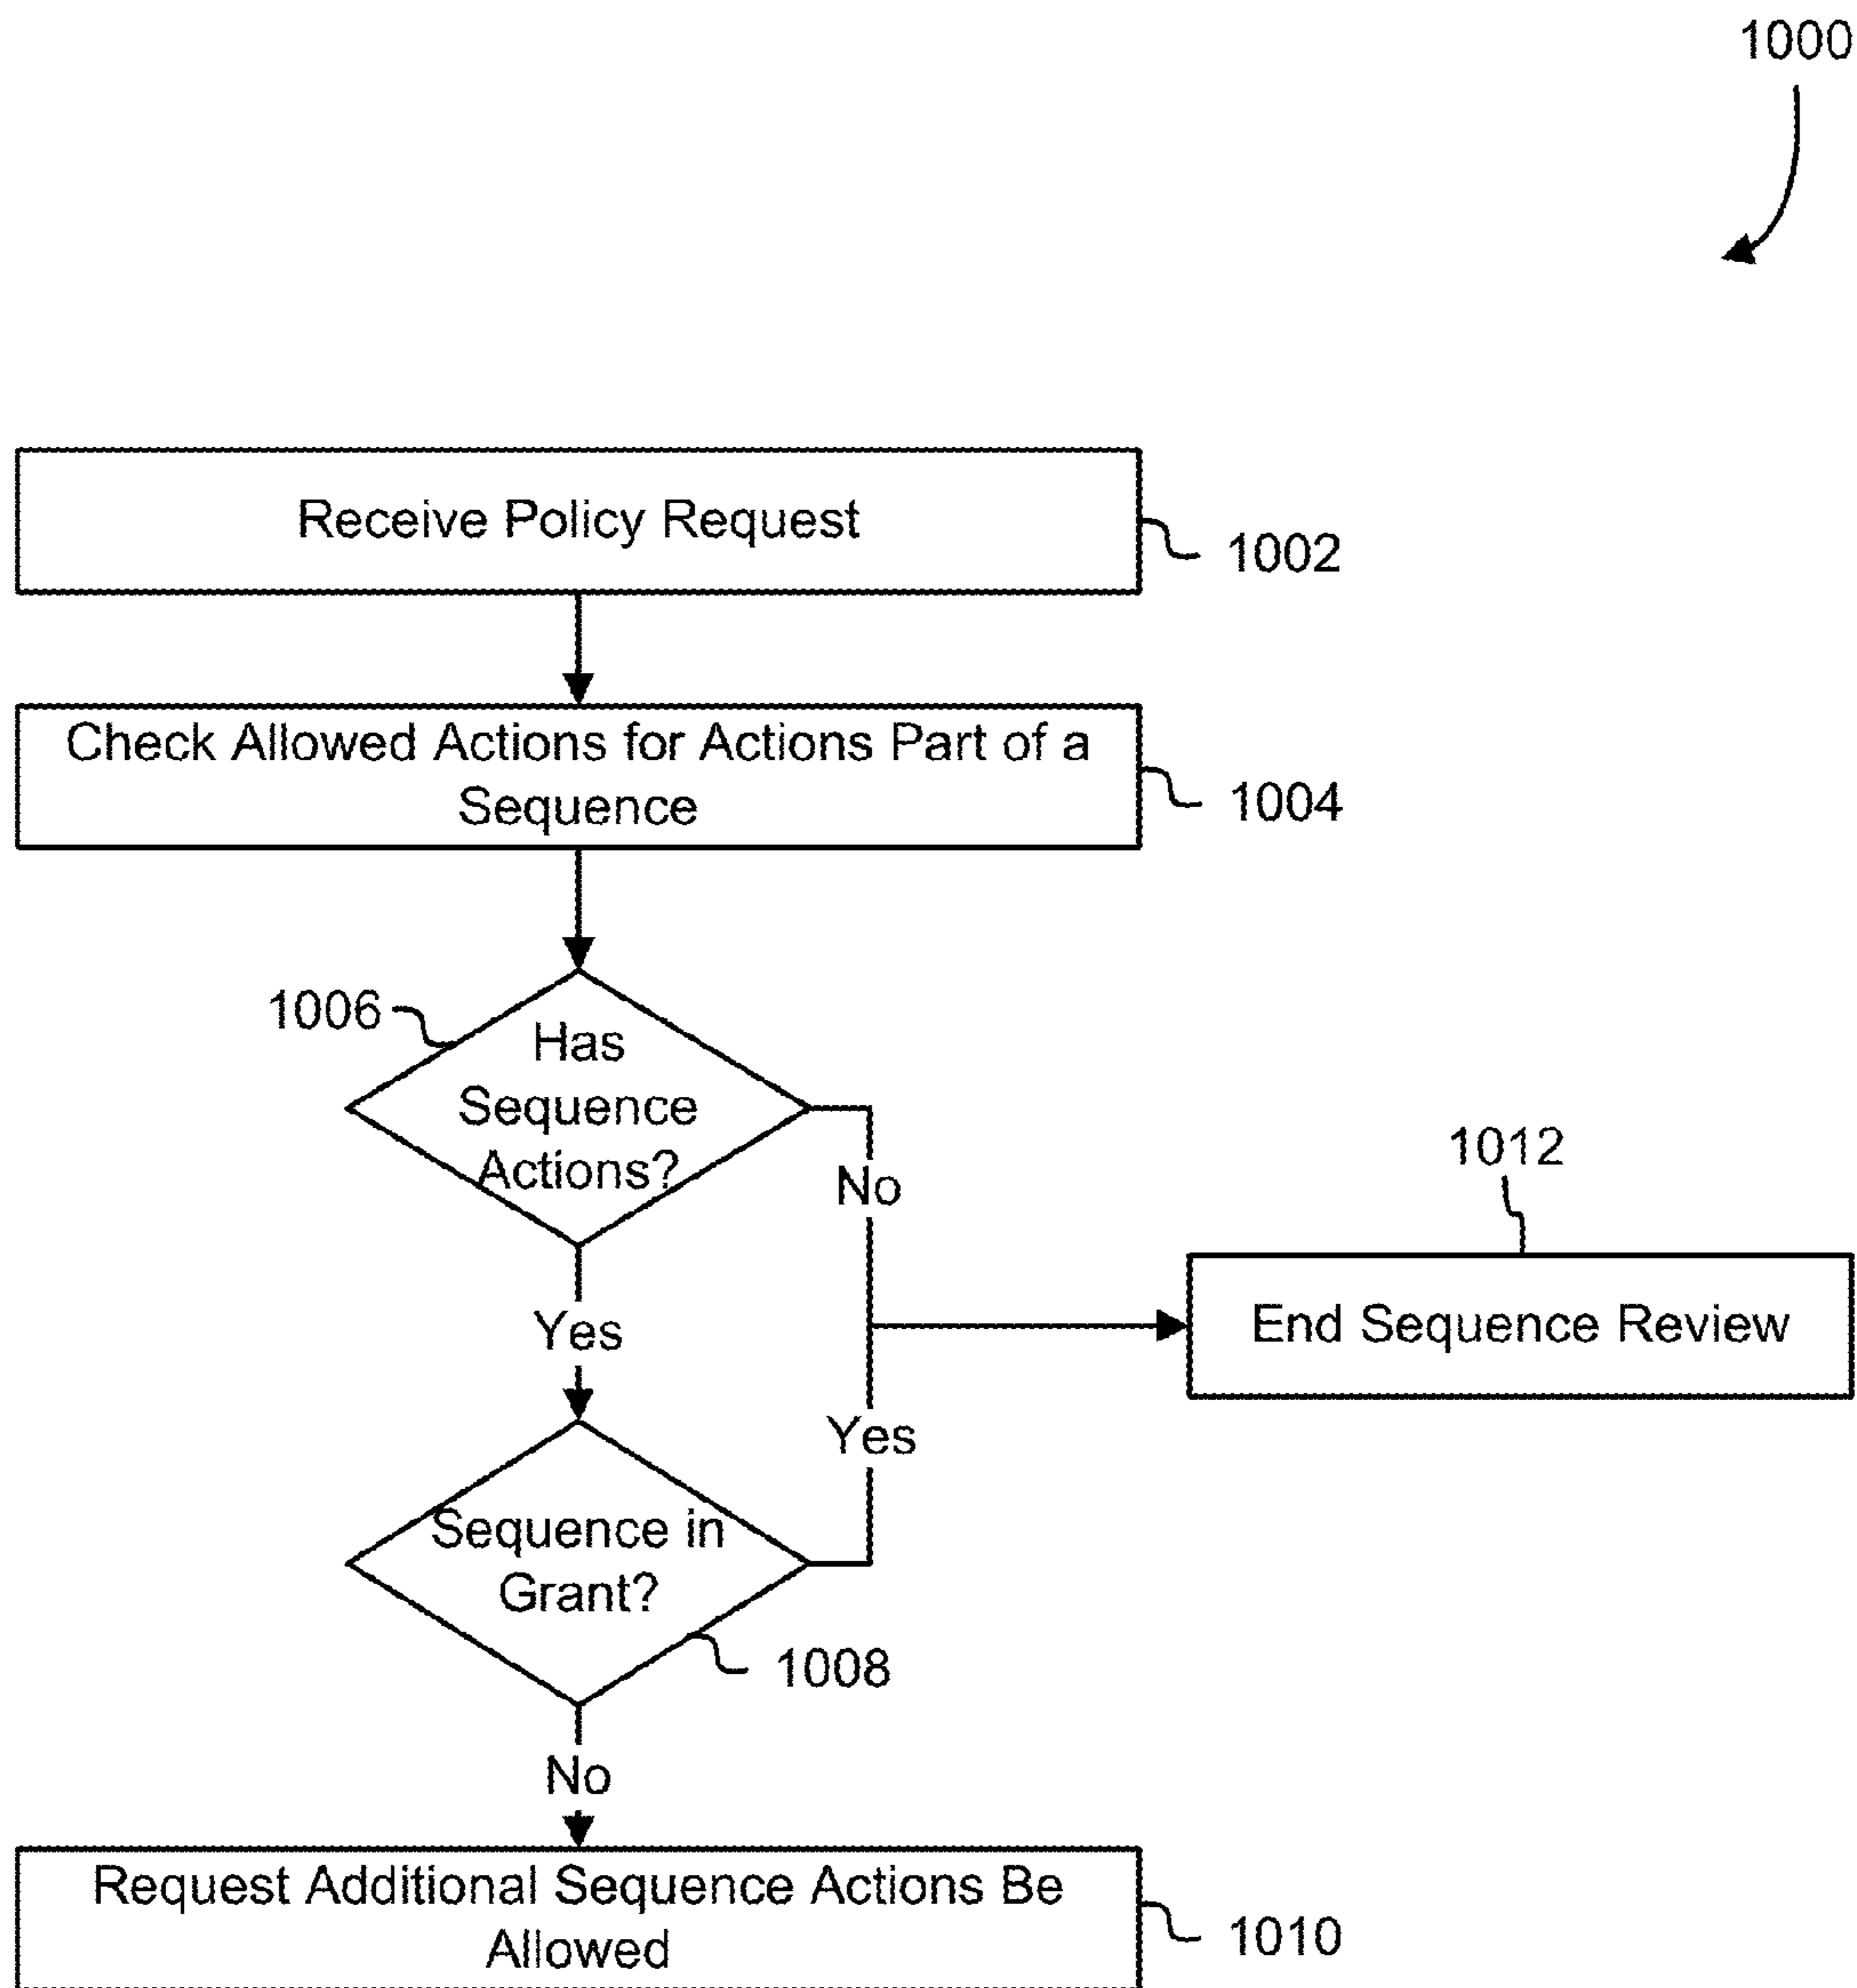 1000
Receive Policy Request
1002
Check Allowed Actions for Actions Part of a
Sequence
1004
1006
Has
Sequence
Actions?
No
1012
Yes
End Sequence Review
Yes
Sequence in
Grant?
1008
No
Request Additional Sequence Actions Be
Allowed
1010